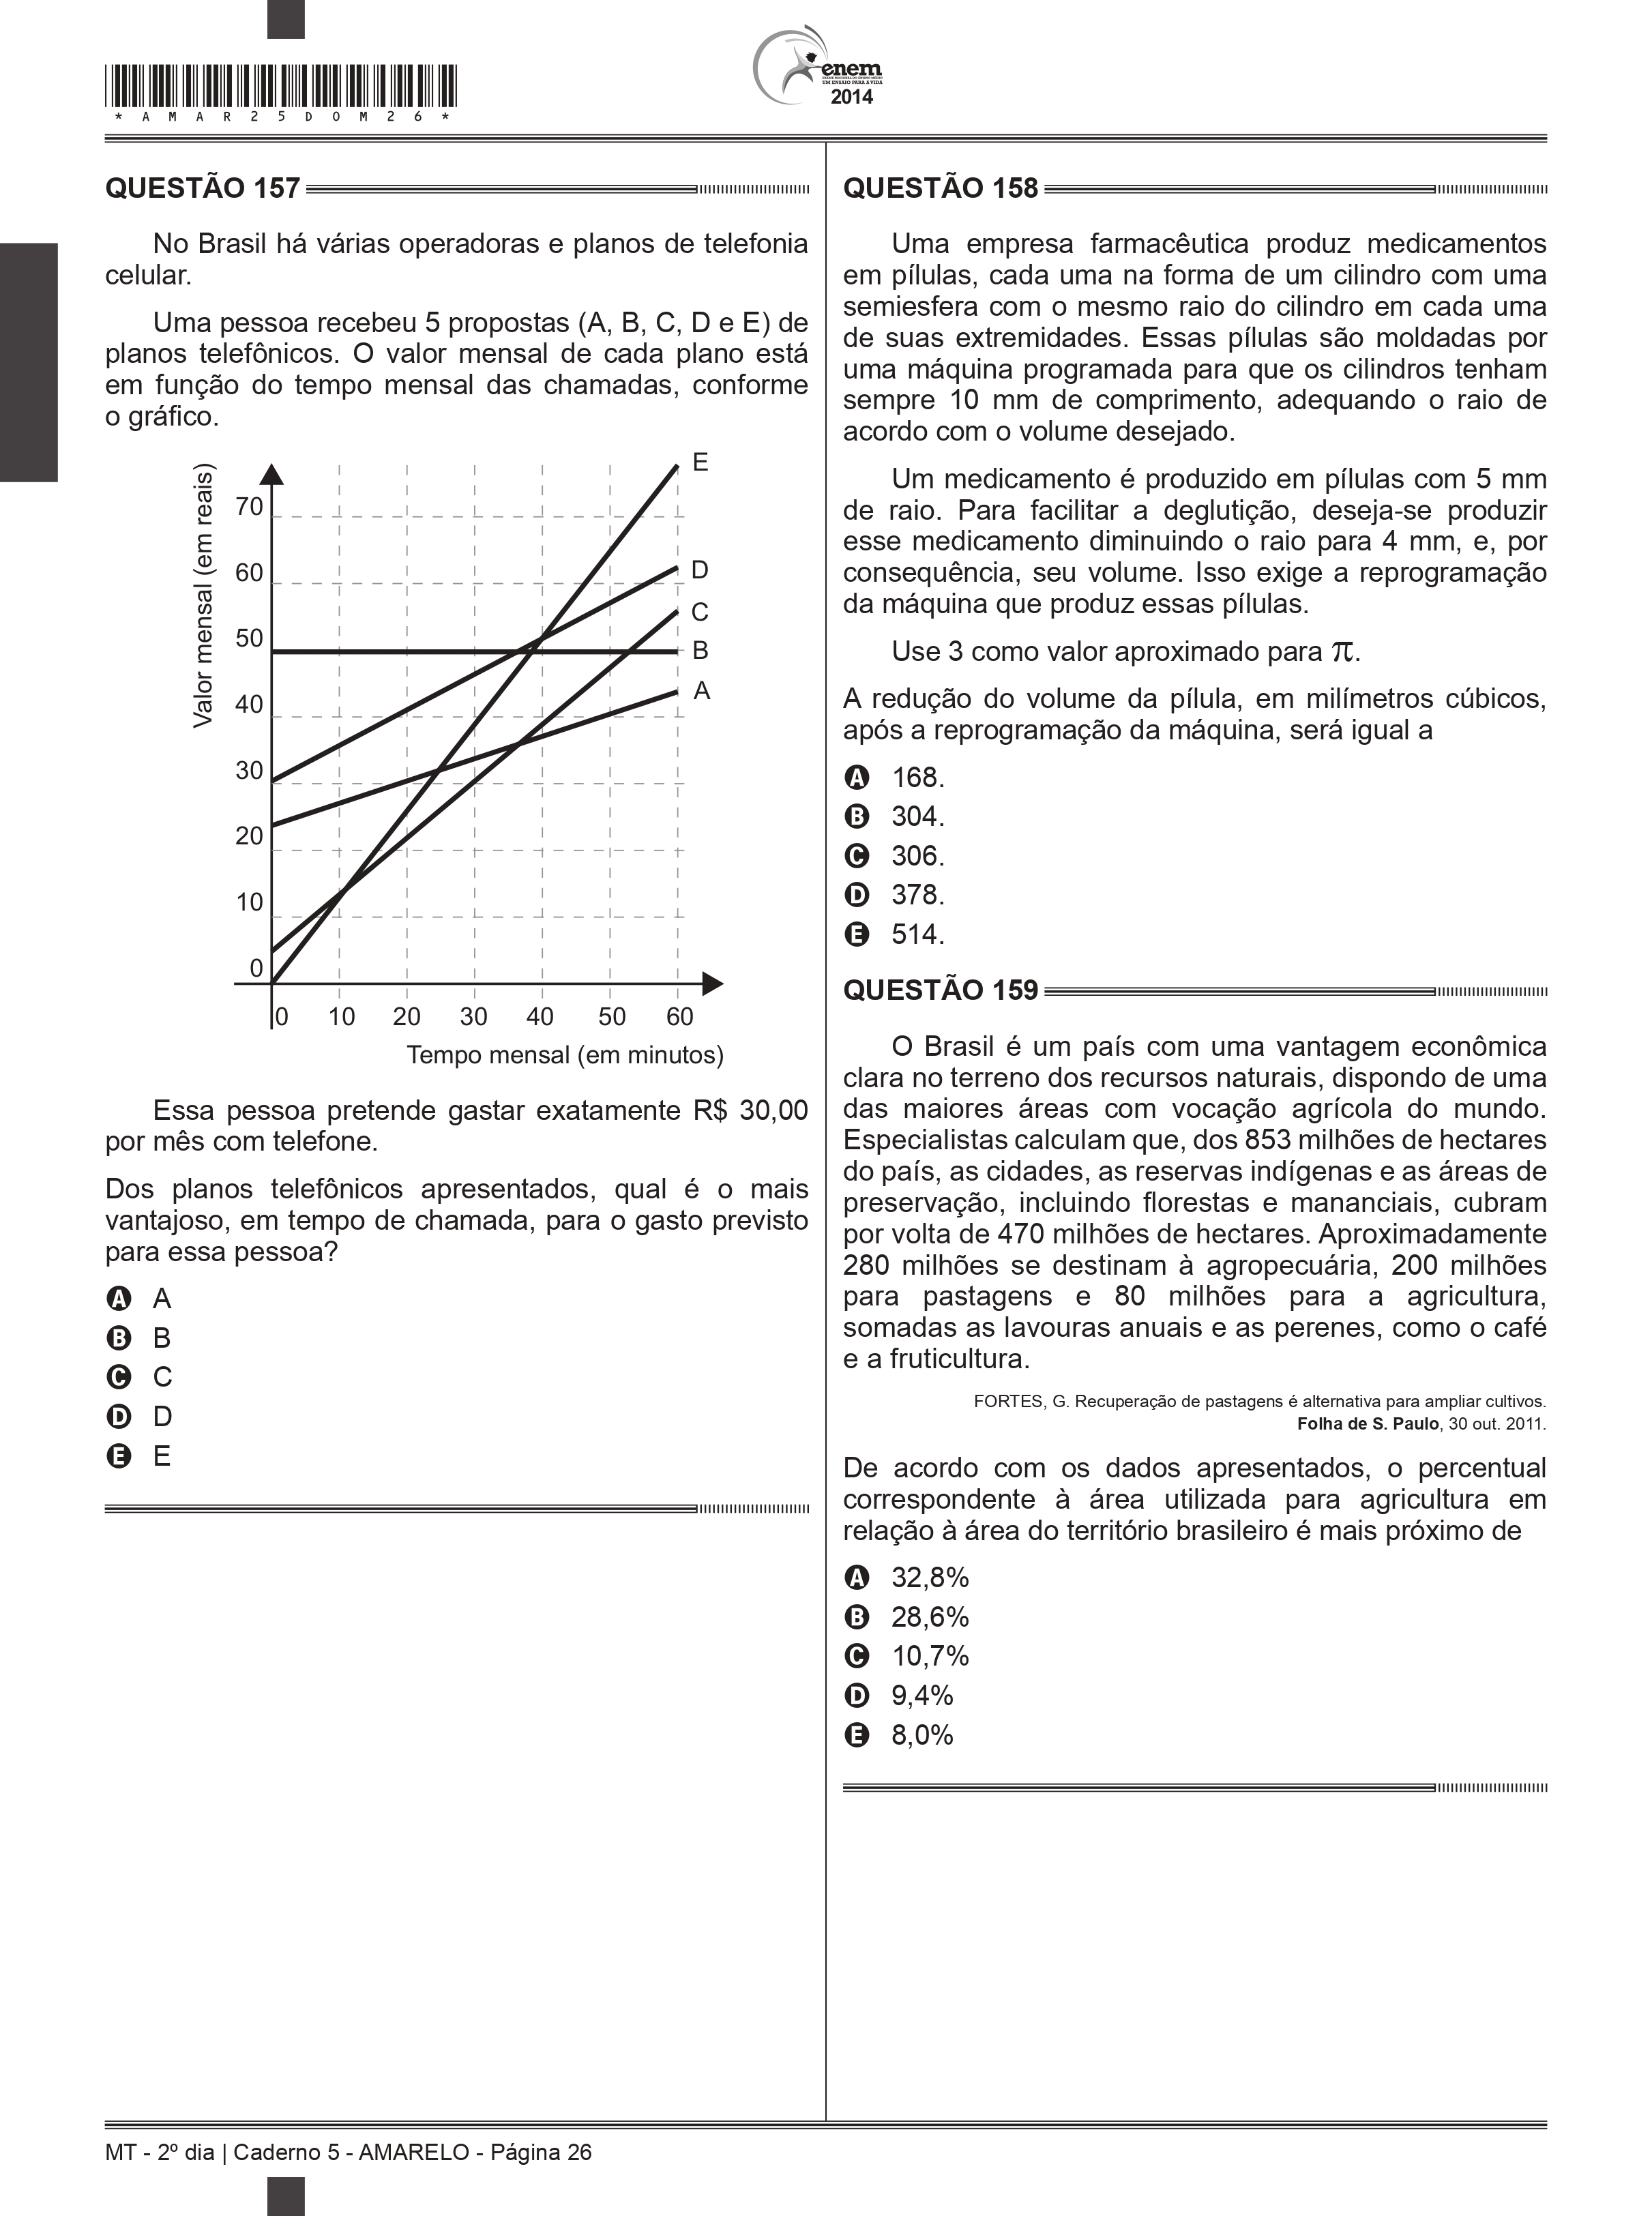 * A M A R 2 5 D O M 2 6 *
enem
EXAME NACIONAL DO ENSINO MÉDIO
UM ENSAIO PARA A VIDA
2014
QUESTÃO 157
No Brasil há várias operadoras e planos de telefonia
celular.
Uma pessoa recebeu 5 propostas (A, B, C, D e E) de
planos telefônicos. O valor mensal de cada plano está
em função do tempo mensal das chamadas, conforme
o gráfico.
Valor mensal (em reais)
70
60
50
40
30
20
10
0
E
D
C
B
A
0 10 20 30 40 50 60
Tempo mensal (em minutos)
Essa pessoa pretende gastar exatamente R$ 30,00
por mês com telefone.
Dos planos telefônicos apresentados, qual é o mais
vantajoso, em tempo de chamada, para o gasto previsto
para essa pessoa?
A A
B B
C C
D D
E E
QUESTÃO 158
Uma empresa farmacêutica produz medicamentos
em pílulas, cada uma na forma de um cilindro com uma
semiesfera com o mesmo raio do cilindro em cada uma
de suas extremidades. Essas pílulas são moldadas por
uma máquina programada para que os cilindros tenham
sempre 10 mm de comprimento, adequando o raio de
acordo com o volume desejado.
Um medicamento é produzido em pílulas com 5 mm
de raio. Para facilitar a deglutição, deseja-se produzir
esse medicamento diminuindo o raio para 4 mm, e, por
consequência, seu volume. Isso exige a reprogramação
da máquina que produz essas pílulas.
Use 3 como valor aproximado para π.
A redução do volume da pílula, em milímetros cúbicos,
após a reprogramação da máquina, será igual a
A 168.
B 304.
C 306.
D 378.
E 514.
QUESTÃO 159
O Brasil é um país com uma vantagem econômica
clara no terreno dos recursos naturais, dispondo de uma
das maiores áreas com vocação agrícola do mundo.
Especialistas calculam que, dos 853 milhões de hectares
do país, as cidades, as reservas indígenas e as áreas de
preservação, incluindo florestas e mananciais, cubram
por volta de 470 milhões de hectares. Aproximadamente
280 milhões se destinam à agropecuária, 200 milhões
para pastagens e 80 milhões para a agricultura,
somadas as lavouras anuais e as perenes, como o café
e a fruticultura.
FORTES, G. Recuperação de pastagens é alternativa para ampliar cultivos.
Folha de S. Paulo, 30 out. 2011.
De acordo com os dados apresentados, o percentual
correspondente à área utilizada para agricultura em
relação à área do território brasileiro é mais próximo de
A 32,8%
B 28,6%
C 10,7%
D 9,4%
E 8,0%
MT - 2º dia | Caderno 5 - AMARELO - Página 26